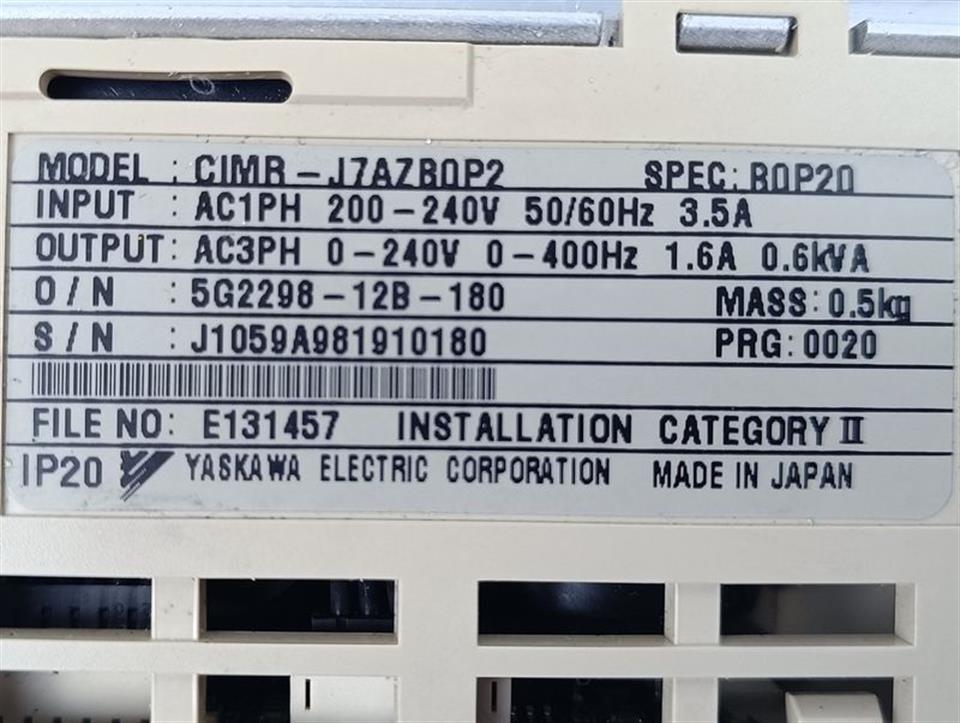 MODEL : CIMR-J7AZB0P2 SPEC: B0P20
INPUT : AC1PH 200-240V 50/60Hz 3.5A
OUTPUT: AC3PH 0-240V 0-400Hz 1.6A 0.6kVA
O/N : 5G2298-12B-180 MASS: 0.5kg
S/N : J1059A981910180 PRG: 0020
FILE NO: E131457 INSTALLATION CATEGORY II
IP20 YASKAWA ELECTRIC CORPORATION MADE IN JAPAN